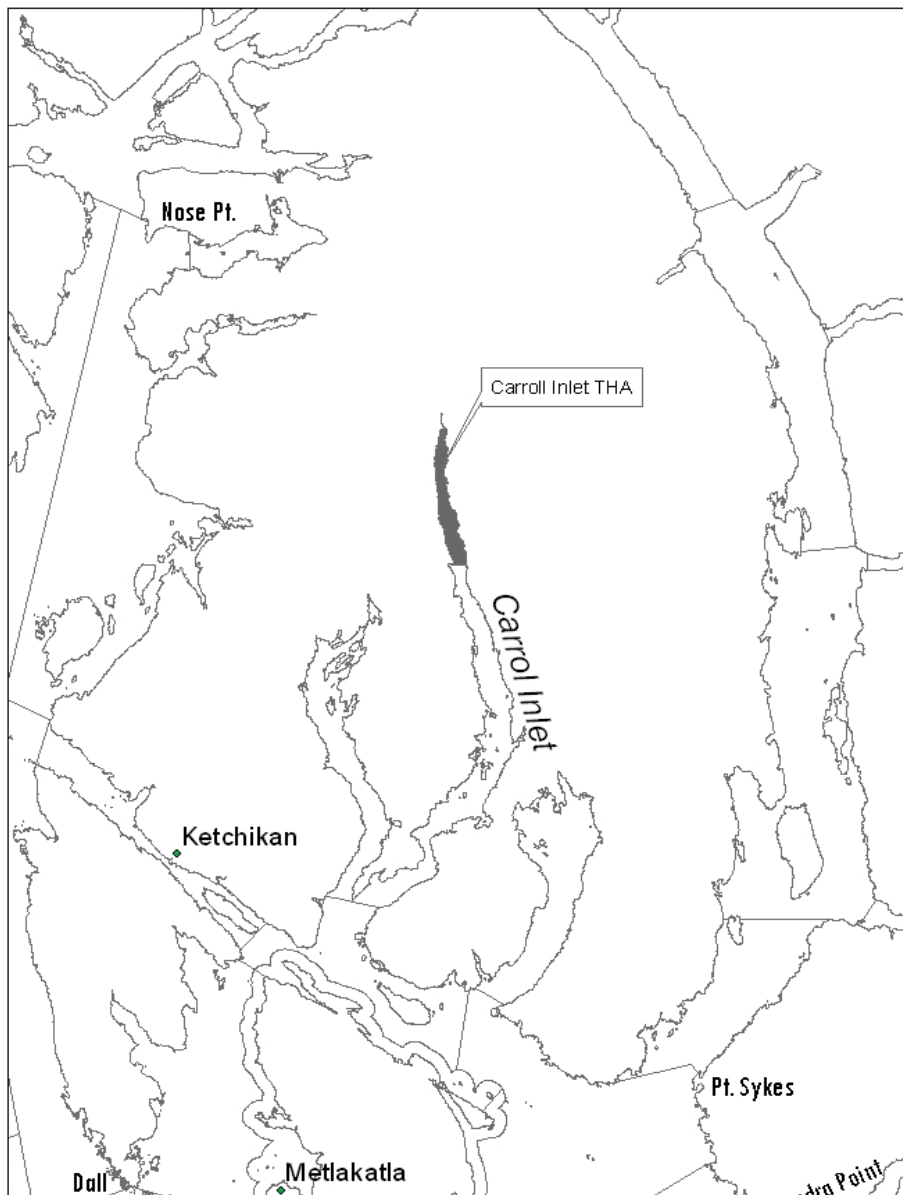 Nose Pt.
Carroll Inlet THA
Carrol Inlet
Ketchikan
Pt. Sykes
Metlakatla
Dall
Point